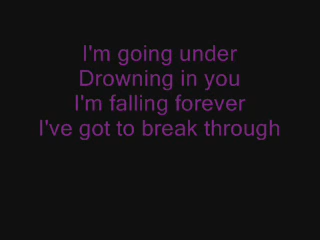 I'm going under
Drowning in you
I'm falling forever
I've got to break through